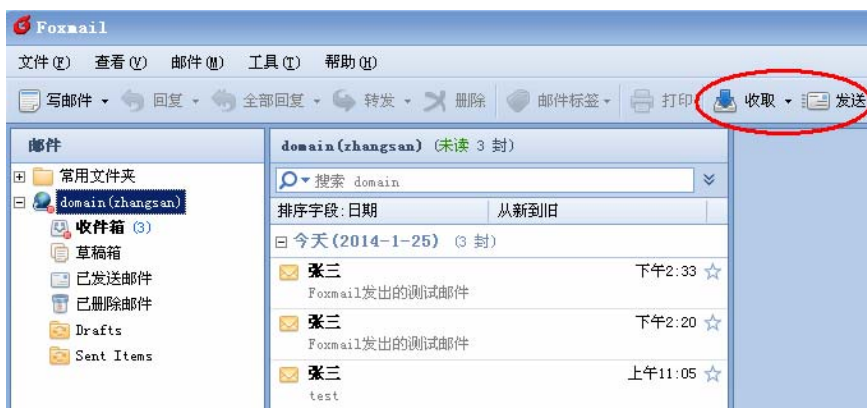 Foxmail
文件(F) 查看(V) 邮件(M) 工具(T) 帮助(H)
写邮件 回复 全部回复 转发 删除 邮件标签 打印 收取 发送
邮件
常用文件夹
domain(zhangsan)
收件箱 (3)
草稿箱
已发送邮件
已删除邮件
Drafts
Sent Items
domain(zhangsan) (未读 3 封)
搜索 domain
排序字段:日期 从新到旧
今天(2014-1-25) (3 封)
张三 下午2:33
Foxmail发出的测试邮件
张三 下午2:20
Foxmail发出的测试邮件
张三 上午11:05
test